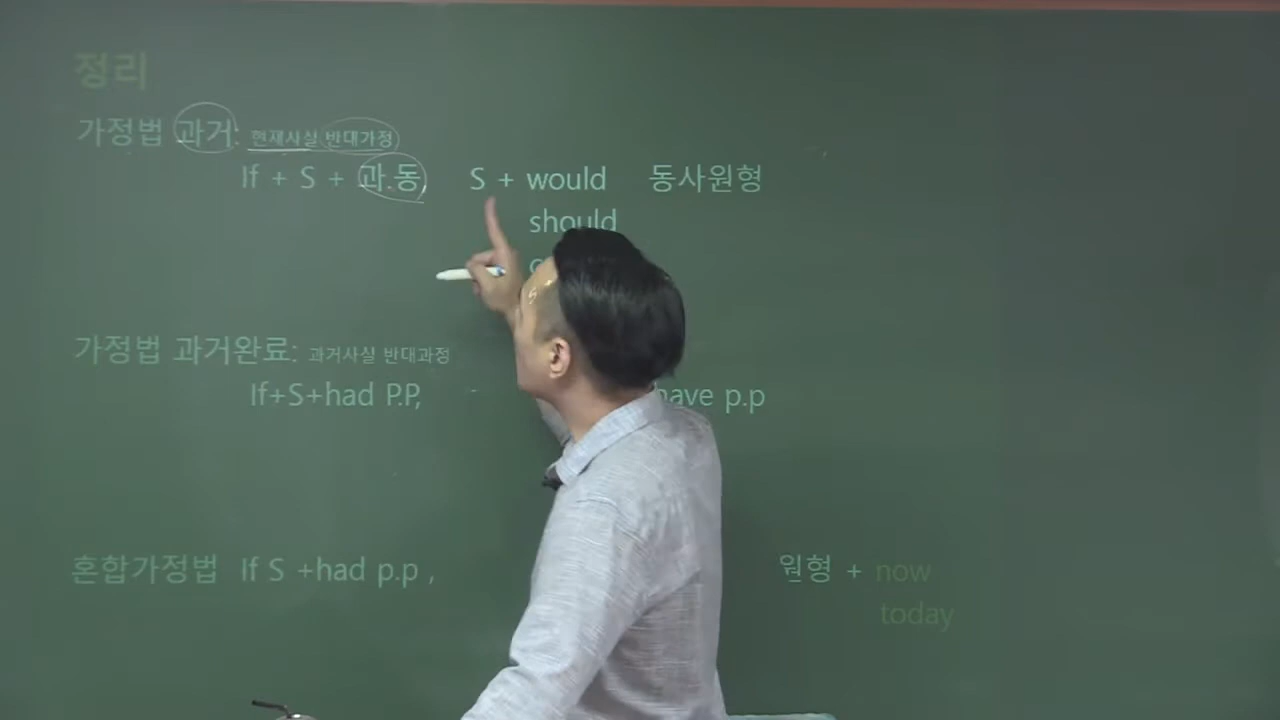 정리
가정법 과거: 현재사실 반대가정
If + S + 과.동, S + would 동사원형
should
가정법 과거완료: 과거사실 반대과정
If+S+had P.P, have p.p
혼합가정법 If S +had p.p , 원형 + now
today